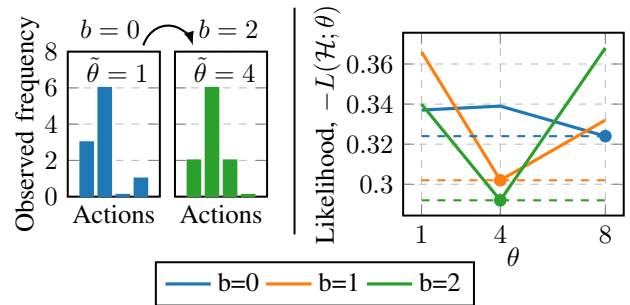 b = 0
b = 2
Observed frequency
8
6
4
2
0
θ̃ = 1
θ̃ = 4
Actions
Actions
Likelihood, −L(ℋ; θ)
0.36
0.34
0.32
0.3
1
4
8
θ
b=0
b=1
b=2